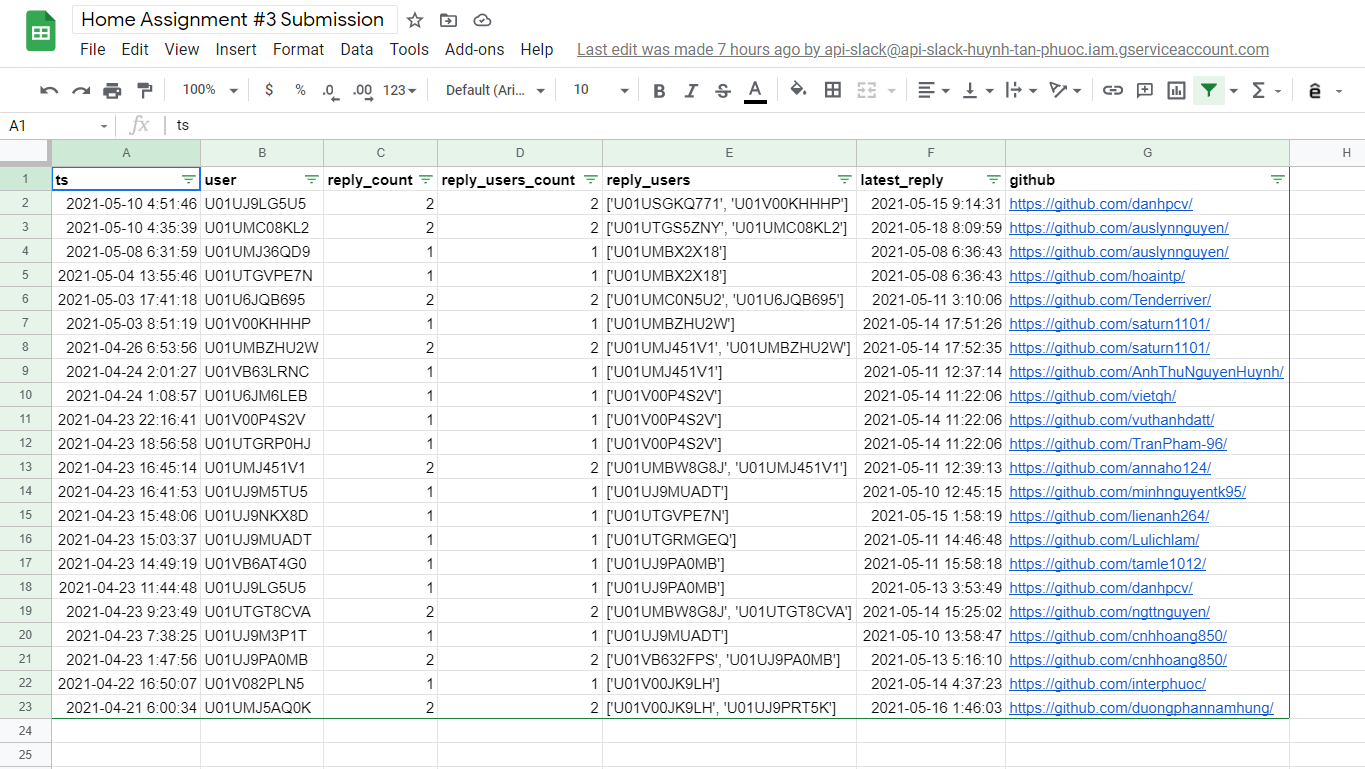 Home Assignment #3 Submission
File Edit View Insert Format Data Tools Add-ons Help Last edit was made 7 hours ago by api-slack@api-slack-huynh-tan-phuoc.iam.gserviceaccount.com
100% $ % .0 .00 123 Default (Ari... 10 B I S A Σ ê
A1 fx ts
A B C D E F G H
1 ts user reply_count reply_users_count reply_users latest_reply github
2 2021-05-10 4:51:46 U01UJ9LG5U5 2 2 ['U01USGKQ771', 'U01V00KHHHP'] 2021-05-15 9:14:31 https://github.com/danhpcv/
3 2021-05-10 4:35:39 U01UMC08KL2 2 2 ['U01UTGS5ZNY', 'U01UMC08KL2'] 2021-05-18 8:09:59 https://github.com/auslynnguyen/
4 2021-05-08 6:31:59 U01UMJ36QD9 1 1 ['U01UMBX2X18'] 2021-05-08 6:36:43 https://github.com/auslynnguyen/
5 2021-05-04 13:55:46 U01UTGVPE7N 1 1 ['U01UMBX2X18'] 2021-05-08 6:36:43 https://github.com/hoaintp/
6 2021-05-03 17:41:18 U01U6JQB695 2 2 ['U01UMC0N5U2', 'U01U6JQB695'] 2021-05-11 3:10:06 https://github.com/Tenderriver/
7 2021-05-03 8:51:19 U01V00KHHHP 1 1 ['U01UMBZHU2W'] 2021-05-14 17:51:26 https://github.com/saturn1101/
8 2021-04-26 6:53:56 U01UMBZHU2W 2 2 ['U01UMJ451V1', 'U01UMBZHU2W'] 2021-05-14 17:52:35 https://github.com/saturn1101/
9 2021-04-24 2:01:27 U01VB63LRNC 1 1 ['U01UMJ451V1'] 2021-05-11 12:37:14 https://github.com/AnhThuNguyenHuynh/
10 2021-04-24 1:08:57 U01U6JM6LEB 1 1 ['U01V00P4S2V'] 2021-05-14 11:22:06 https://github.com/vietqh/
11 2021-04-23 22:16:41 U01V00P4S2V 1 1 ['U01V00P4S2V'] 2021-05-14 11:22:06 https://github.com/vuthanhdatt/
12 2021-04-23 18:56:58 U01UTGRP0HJ 1 1 ['U01V00P4S2V'] 2021-05-14 11:22:06 https://github.com/TranPham-96/
13 2021-04-23 16:45:14 U01UMJ451V1 2 2 ['U01UMBW8G8J', 'U01UMJ451V1'] 2021-05-11 12:39:13 https://github.com/annaho124/
14 2021-04-23 16:41:53 U01UJ9M5TU5 1 1 ['U01UJ9MUADT'] 2021-05-10 12:45:15 https://github.com/minhnguyentk95/
15 2021-04-23 15:48:06 U01UJ9NKX8D 1 1 ['U01UTGVPE7N'] 2021-05-15 1:58:19 https://github.com/lienanh264/
16 2021-04-23 15:03:37 U01UJ9MUADT 1 1 ['U01UTGRMGEQ'] 2021-05-11 14:46:48 https://github.com/Lulichlam/
17 2021-04-23 14:49:19 U01VB6AT4G0 1 1 ['U01UJ9PA0MB'] 2021-05-11 15:58:18 https://github.com/tamle1012/
18 2021-04-23 11:44:48 U01UJ9LG5U5 1 1 ['U01UJ9PA0MB'] 2021-05-13 3:53:49 https://github.com/danhpcv/
19 2021-04-23 9:23:49 U01UTGT8CVA 2 2 ['U01UMBW8G8J', 'U01UTGT8CVA'] 2021-05-14 15:25:02 https://github.com/ngttnguyen/
20 2021-04-23 7:38:25 U01UJ9M3P1T 1 1 ['U01UJ9MUADT'] 2021-05-10 13:58:47 https://github.com/cnhhoang850/
21 2021-04-23 1:47:56 U01UJ9PA0MB 2 2 ['U01VB632FPS', 'U01UJ9PA0MB'] 2021-05-13 5:16:10 https://github.com/cnhhoang850/
22 2021-04-22 16:50:07 U01V082PLN5 1 1 ['U01V00JK9LH'] 2021-05-14 4:37:23 https://github.com/interphuoc/
23 2021-04-21 6:00:34 U01UMJ5AQ0K 2 2 ['U01V00JK9LH', 'U01UJ9PRT5K'] 2021-05-16 1:46:03 https://github.com/duongphannamhung/
24
25